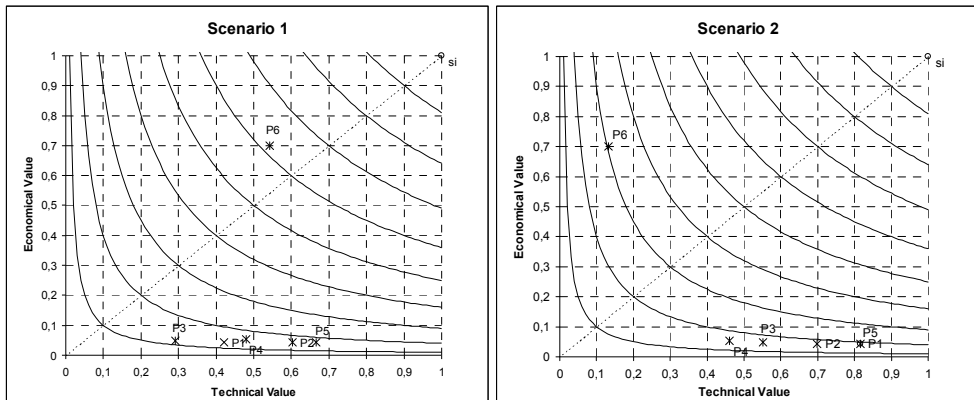 Scenario 1
1
0,9
0,8
0,7
0,6
0,5
0,4
0,3
0,2
0,1
0
Economical Value
si
P6
P3
P1
P4
P2
P5
0 0,1 0,2 0,3 0,4 0,5 0,6 0,7 0,8 0,9 1
Technical Value
Scenario 2
1
0,9
0,8
0,7
0,6
0,5
0,4
0,3
0,2
0,1
0
Economical Value
si
P6
P3
P4
P2
P5
P1
0 0,1 0,2 0,3 0,4 0,5 0,6 0,7 0,8 0,9 1
Technical Value